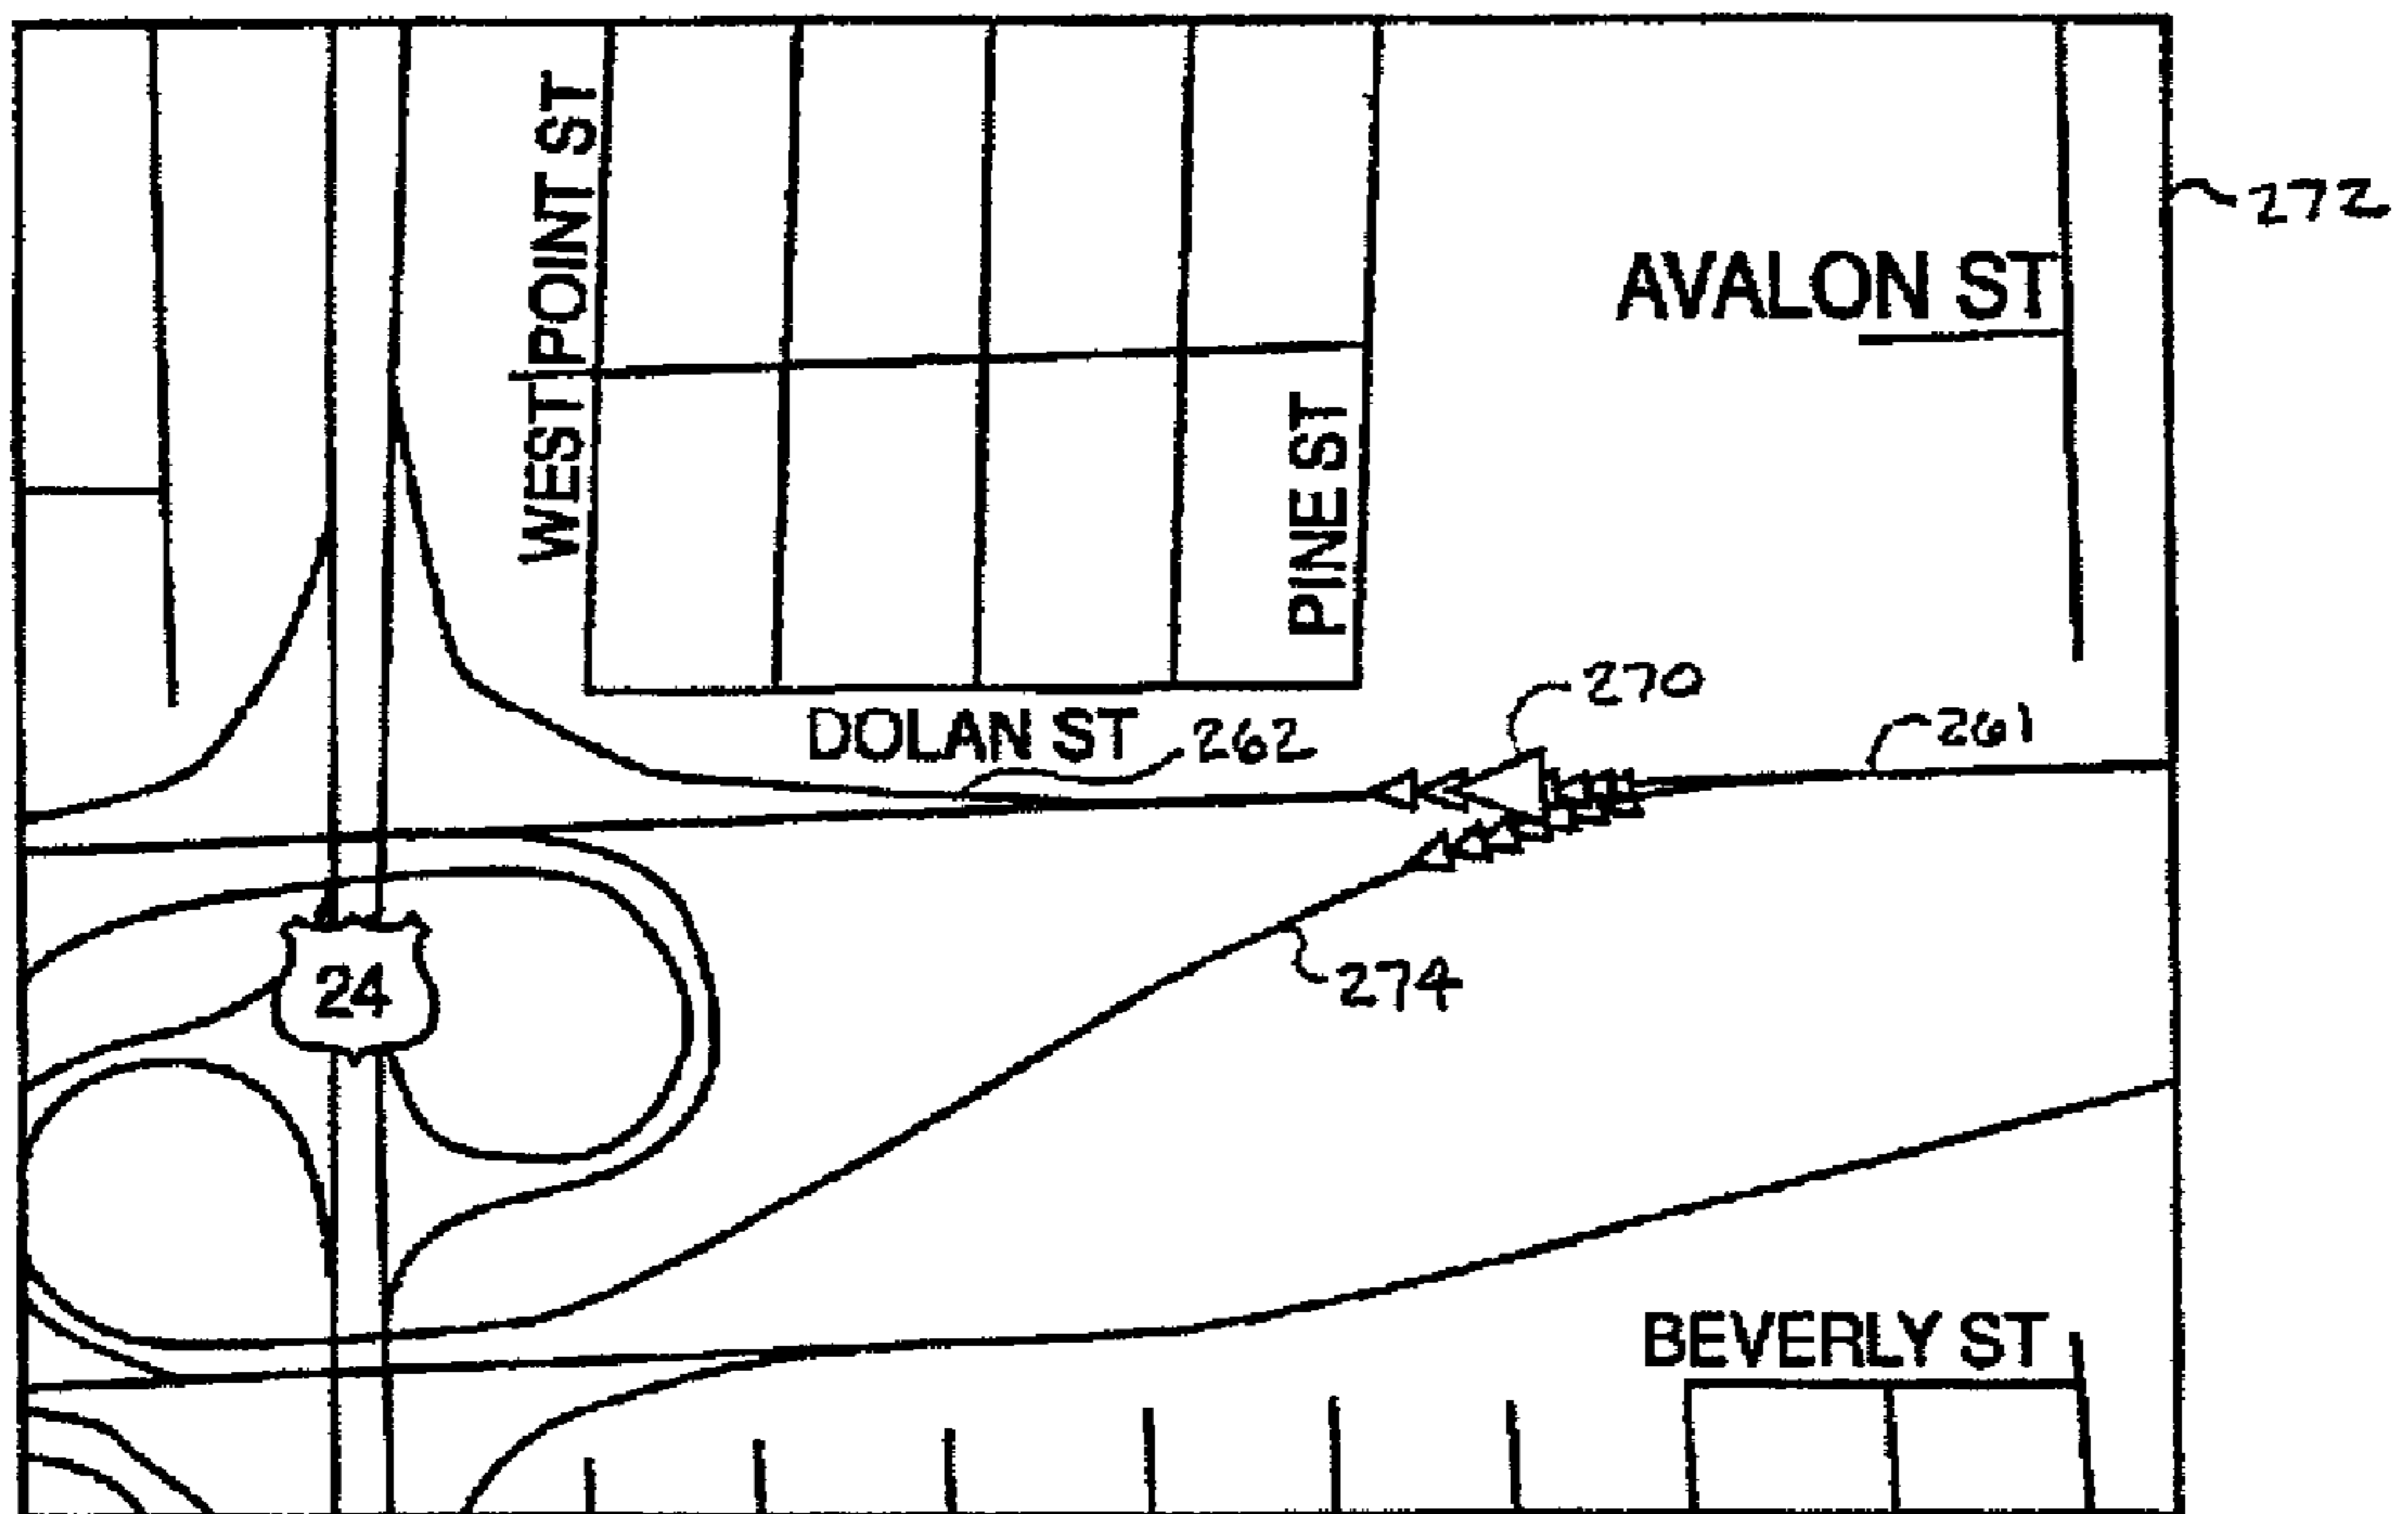 WEST POINT ST
272
AVALON ST
PINE ST
270
DOLAN ST
262
261
24
274
BEVERLY ST